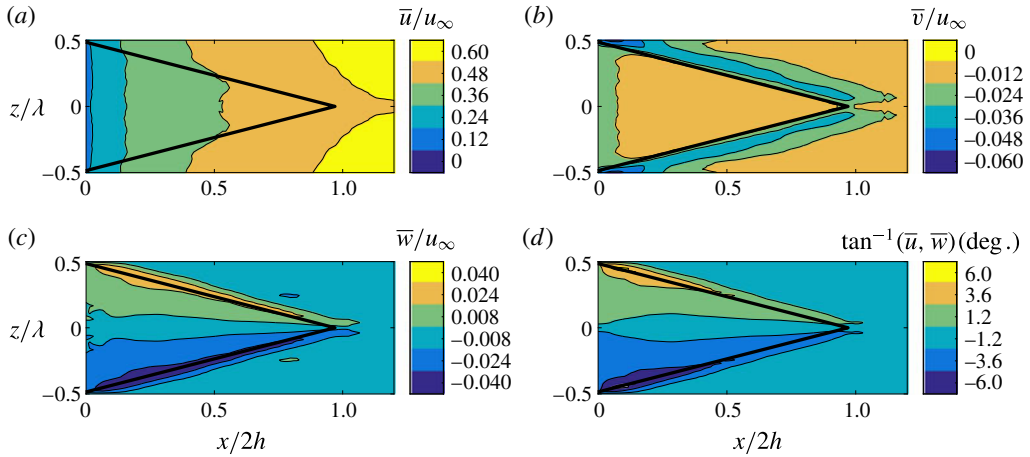 (a) u̅/u∞ (b) v̅/u∞
0.5 0.60 0.5 0
0.48 −0.012
0.36 −0.024
z/λ 0 0.24 0 −0.036
0.12 −0.048
−0.5 0 −0.5 −0.060
0 0.5 1.0 0 0.5 1.0
(c) w̅/u∞ (d) tan⁻¹(u̅, w̅)(deg.)
0.5 0.040 0.5 6.0
0.024 3.6
0.008 1.2
z/λ 0 −0.008 0 −1.2
−0.024 −3.6
−0.5 −0.040 −0.5 −6.0
0 0.5 1.0 0 0.5 1.0
x/2h x/2h